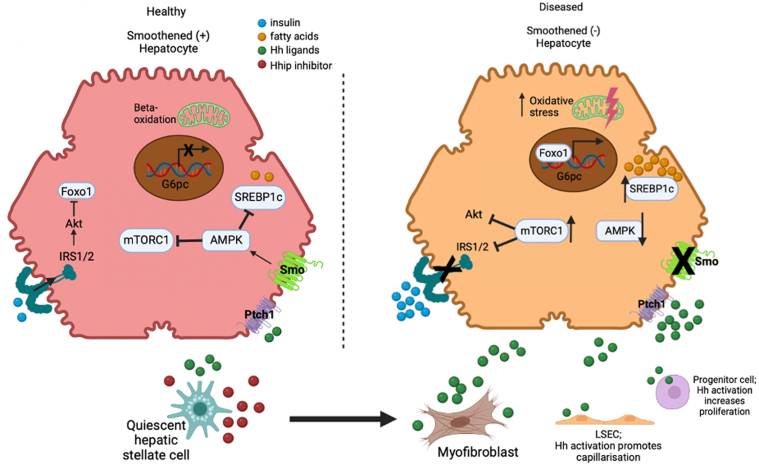 Healthy
Smoothened (+)
Hepatocyte
insulin
fatty acids
Hh ligands
Hhip inhibitor
Diseased
Smoothened (-)
Hepatocyte
Beta-
oxidation
X
G6pc
Foxo1
SREBP1c
Akt
mTORC1
AMPK
IRS1/2
Smo
Ptch1
Oxidative
stress
Foxo1
G6pc
SREBP1c
Akt
mTORC1
AMPK
IRS1/2
X
X
Smo
Ptch1
Quiescent
hepatic
stellate cell
Myofibroblast
LSEC;
Hh activation promotes
capillarisation
Progenitor cell;
Hh activation
increases
proliferation